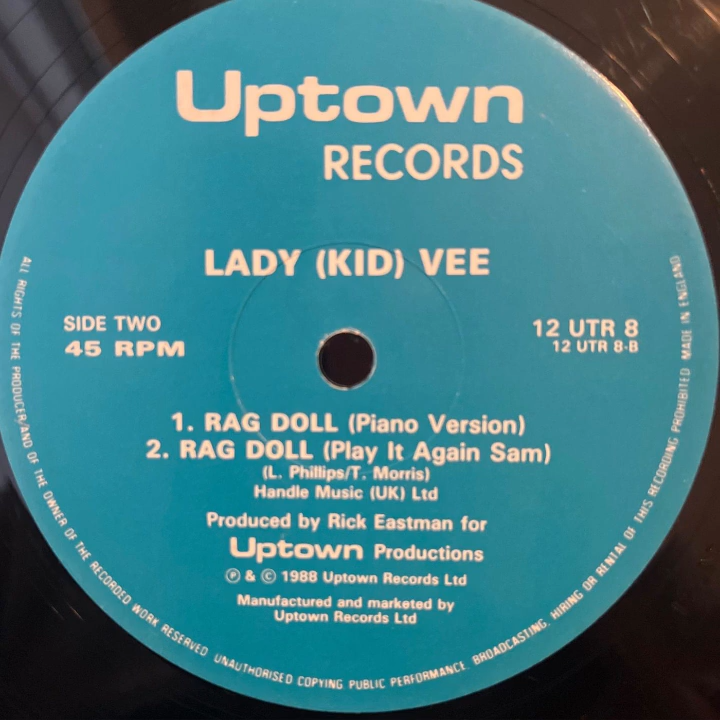 Uptown
RECORDS
LADY (KID) VEE
SIDE TWO
45 RPM
12 UTR 8
12 UTR 8-B
1. RAG DOLL (Piano Version)
2. RAG DOLL (Play It Again Sam)
(L. Phillips/T. Morris)
Handle Music (UK) Ltd
Produced by Rick Eastman for
Uptown Productions
℗ & © 1988 Uptown Records Ltd
Manufactured and marketed by
Uptown Records Ltd
ALL RIGHTS OF THE PRODUCER/AND OF THE OWNER OF THE RECORDED WORK RESERVED UNAUTHORISED COPYING PUBLIC PERFORMANCE, BROADCASTING, HIRING OR RENTAL OF THIS RECORDING PROHIBITED MADE IN ENGLAND